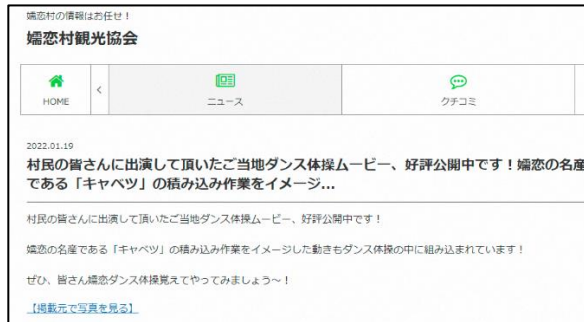 嬬恋村の情報はお任せ！
嬬恋村観光協会
HOME
<
ニュース
クチコミ
2022.01.19
村民の皆さんに出演して頂いたご当地ダンス体操ムービー、好評公開中です！嬬恋の名産
である「キャベツ」の積み込み作業をイメージ...
村民の皆さんに出演して頂いたご当地ダンス体操ムービー、好評公開中です！
嬬恋の名産である「キャベツ」の積み込み作業をイメージした動きもダンス体操の中に組み込まれています！
ぜひ、皆さん嬬恋ダンス体操覚えてやってみましょう〜！
【掲載元で写真を見る】